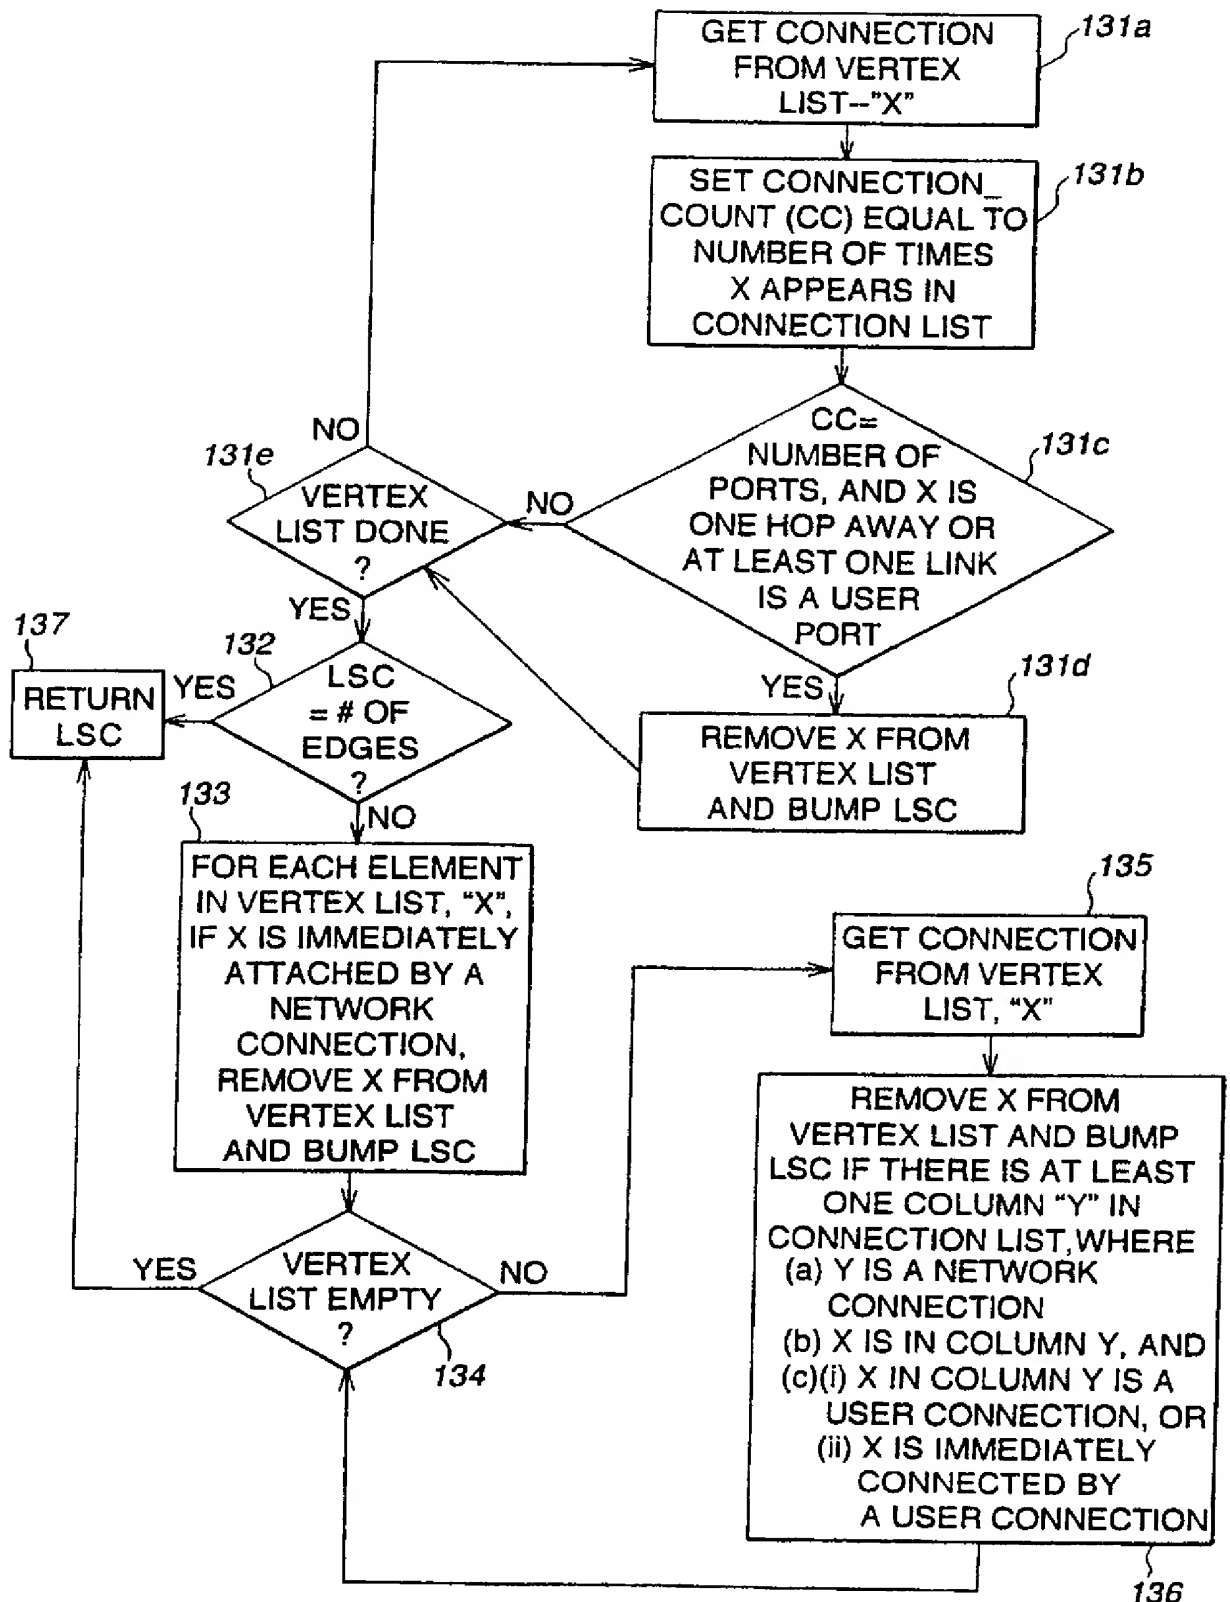 GET CONNECTION
FROM VERTEX
LIST--"X"
131a
SET CONNECTION_
COUNT (CC) EQUAL TO
NUMBER OF TIMES
X APPEARS IN
CONNECTION LIST
131b
CC=
NUMBER OF
PORTS, AND X IS
ONE HOP AWAY OR
AT LEAST ONE LINK
IS A USER
PORT
131c
NO
YES
131d
REMOVE X FROM
VERTEX LIST
AND BUMP LSC
131e
NO
VERTEX
LIST DONE
?
YES
132
LSC
= # OF
EDGES
?
YES
NO
137
RETURN
LSC
133
FOR EACH ELEMENT
IN VERTEX LIST, "X",
IF X IS IMMEDIATELY
ATTACHED BY A
NETWORK
CONNECTION,
REMOVE X FROM
VERTEX LIST
AND BUMP LSC
VERTEX
LIST EMPTY
?
YES
NO
134
135
GET CONNECTION
FROM VERTEX
LIST, "X"
REMOVE X FROM
VERTEX LIST AND BUMP
LSC IF THERE IS AT LEAST
ONE COLUMN "Y" IN
CONNECTION LIST,WHERE
(a) Y IS A NETWORK
CONNECTION
(b) X IS IN COLUMN Y, AND
(c)(i) X IN COLUMN Y IS A
USER CONNECTION, OR
(ii) X IS IMMEDIATELY
CONNECTED BY
A USER CONNECTION
136